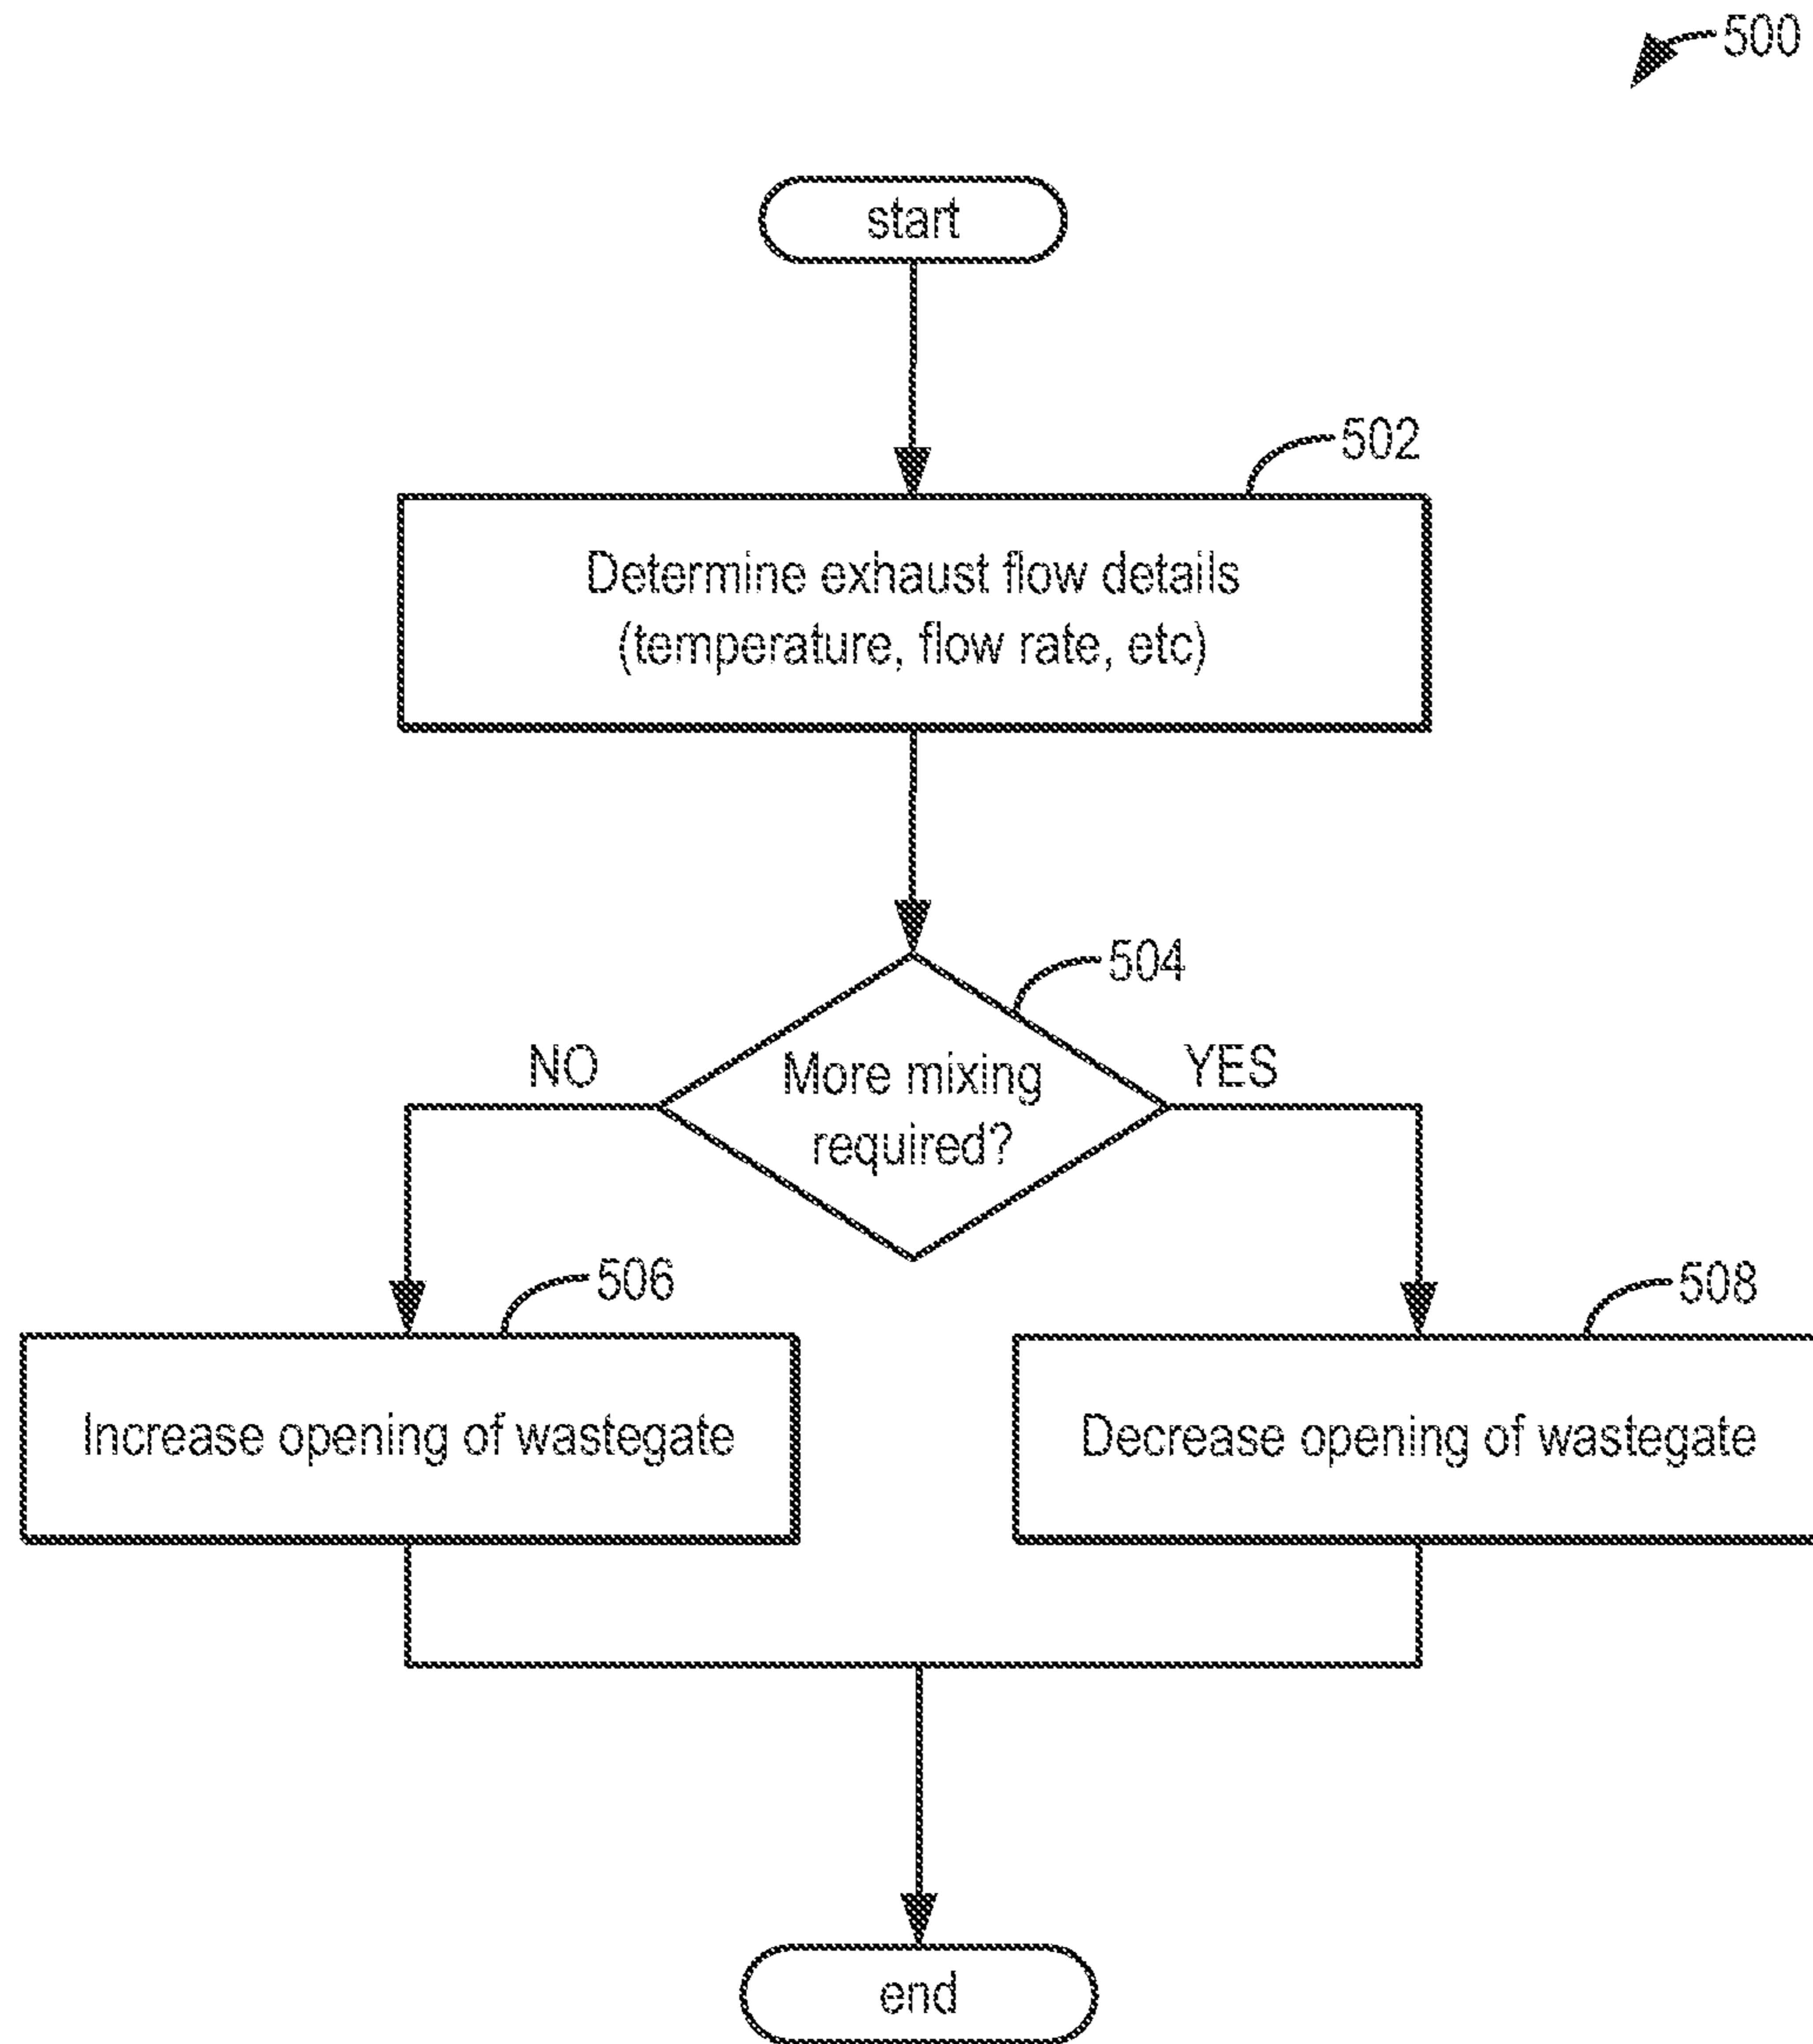 500
start
502
Determine exhaust flow details
(temperature, flow rate, etc)
504
NO
More mixing
required?
YES
506
508
Increase opening of wastegate
Decrease opening of wastegate
end